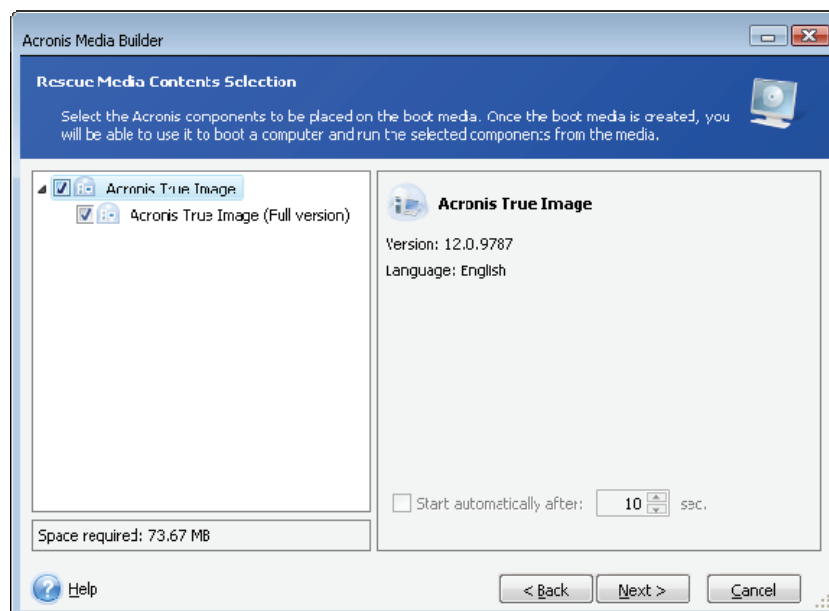 Acronis Media Builder
Rescue Media Contents Selection
Select the Acronis components to be placed on the boot media. Once the boot media is created, you
will be able to use it to boot a computer and run the selected components from the media.
Acronis True Image
Acronis True Image (Full version)
Space required: 73.67 MB
Acronis True Image
Version: 12.0.9787
Language: English
Start automatically after: 10 sec.
Help
< Back
Next >
Cancel